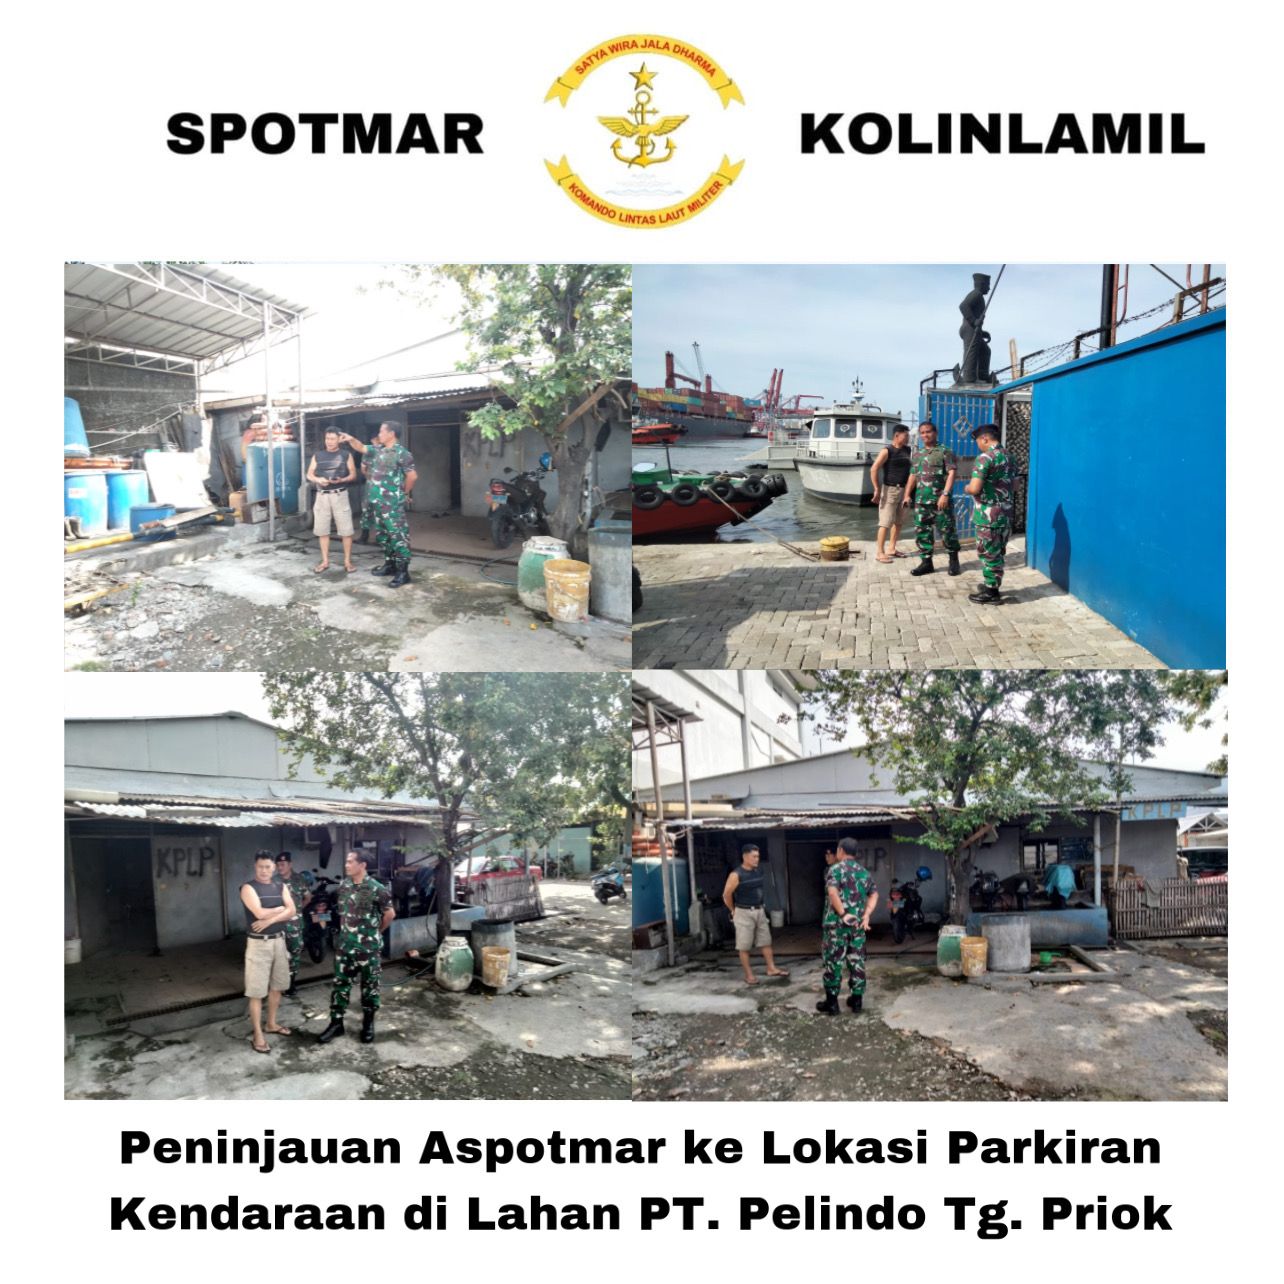 SATYA WIRA JALA DHARMA
SPOTMAR
KOLINLAMIL
KOMANDO LINTAS LAUT MILITER
KPLP
KPLP
KPLP
KPLP
Peninjauan Aspotmar ke Lokasi Parkiran
Kendaraan di Lahan PT. Pelindo Tg. Priok